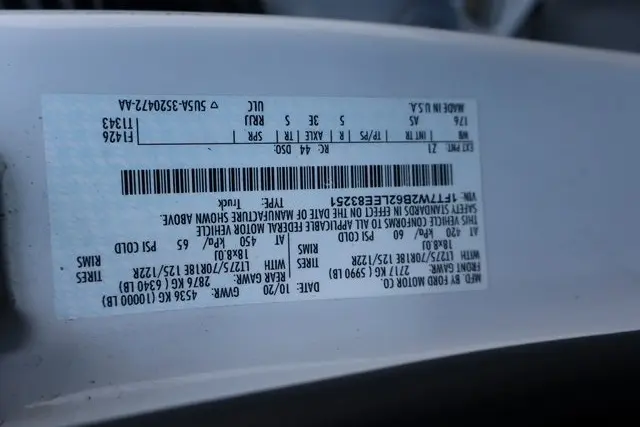 MFD. BY FORD MOTOR CO.
DATE: 10/20 GVWR: 4536 KG (10000 LB)
FRONT GAWR: REAR GAWR:
2717 KG (5990 LB) 2876 KG (6340 LB)
WITH TIRES WITH TIRES
LT275/70R18E 125/122R LT275/70R18E 125/122R
18x8.0J RIMS 18x8.0J RIMS
AT 420 kPa/ 60 PSI COLD AT 450 kPa/ 65 PSI COLD
THIS VEHICLE CONFORMS TO ALL APPLICABLE FEDERAL MOTOR VEHICLE
SAFETY STANDARDS IN EFFECT ON THE DATE OF MANUFACTURE SHOWN ABOVE.
VIN: 1FT7W2B62LEE83251
TYPE: Truck
EXT PNT: Z1 RC: 44 DSO:
WB INT TR TP/PS R AXLE TR SPR F1426
176 AS 5 3E S RRJJ T1343
MADE IN U.S.A. ULC 5U5A-3520472-AA